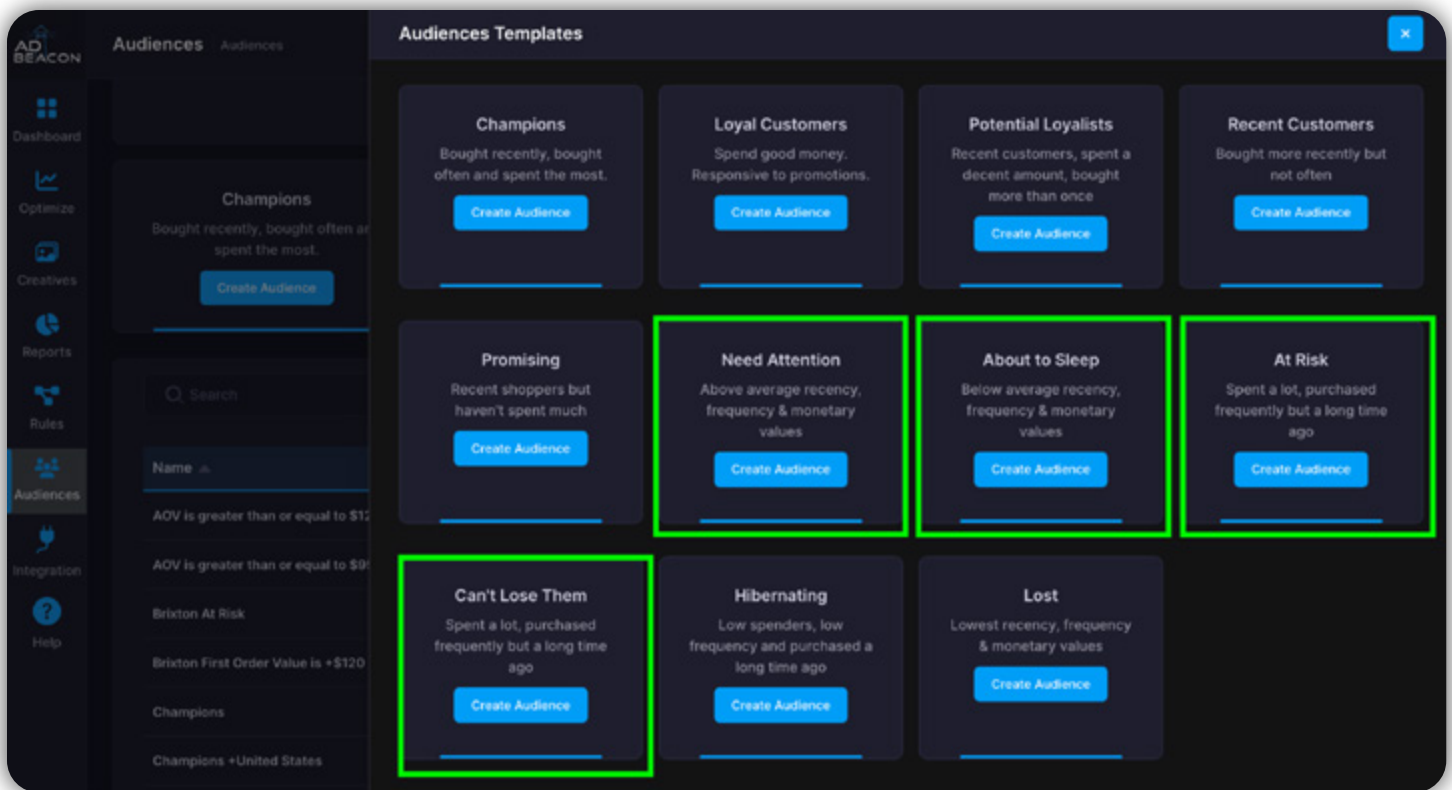 AD
BEACON
Dashboard
Optimize
Creatives
Reports
Rules
Audiences
Integration
?
Help
Audiences Audiences
Champions
Bought recently, bought often
spent the most.
Create Audience
Search
Name
AOV is greater than or equal to
AOV is greater than or equal to
Brixton At Risk
Brixton First Order Value is +$120
Champions
Champions +United States
Audiences Templates
×
Champions
Bought recently, bought
often and spent the most.
Create Audience
Loyal Customers
Spend good money.
Responsive to promotions.
Create Audience
Potential Loyalists
Recent customers, spent a
decent amount, bought
more than once
Create Audience
Recent Customers
Bought more recently but
not often
Create Audience
Promising
Recent shoppers but
haven't spent much
Create Audience
Need Attention
Above average recency,
frequency & monetary
values
Create Audience
About to Sleep
Below average recency,
frequency & monetary
values
Create Audience
At Risk
Spent a lot, purchased
frequently but a long time
ago
Create Audience
Can't Lose Them
Spent a lot, purchased
frequently but a long time
ago
Create Audience
Hibernating
Low spenders, low
frequency and purchased a
long time ago
Create Audience
Lost
Lowest recency, frequency
& monetary values
Create Audience